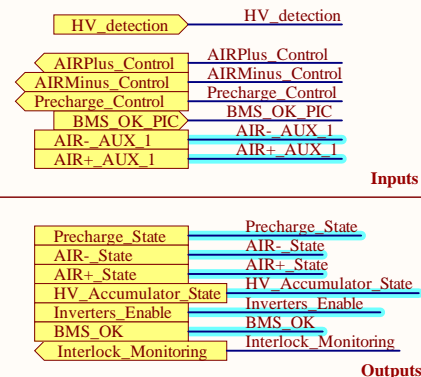 HV_detection HV_detection
AIRPlus_Control AIRPlus_Control
AIRMinus_Control AIRMinus_Control
Precharge_Control Precharge_Control
BMS_OK_PIC BMS_OK_PIC
AIR-_AUX_1 AIR-_AUX_1
AIR+_AUX_1 AIR+_AUX_1
Inputs
Precharge_State Precharge_State
AIR-_State AIR-_State
AIR+_State AIR+_State
HV_Accumulator_State HV_Accumulator_State
Inverters_Enable Inverters_Enable
BMS_OK BMS_OK
Interlock_Monitoring Interlock_Monitoring
Outputs